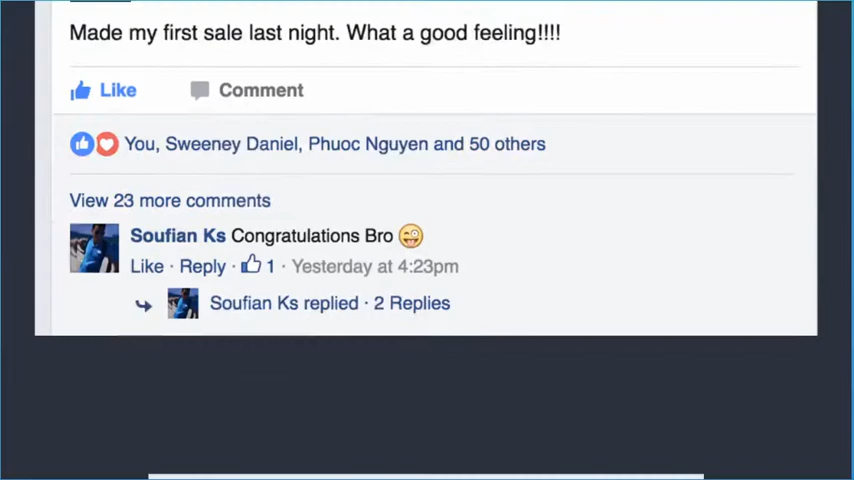 Made my first sale last night. What a good feeling!!!!
Like Comment
You, Sweeney Daniel, Phuoc Nguyen and 50 others
View 23 more comments
Soufian Ks Congratulations Bro 😜
Like · Reply · 1 · Yesterday at 4:23pm
Soufian Ks replied · 2 Replies